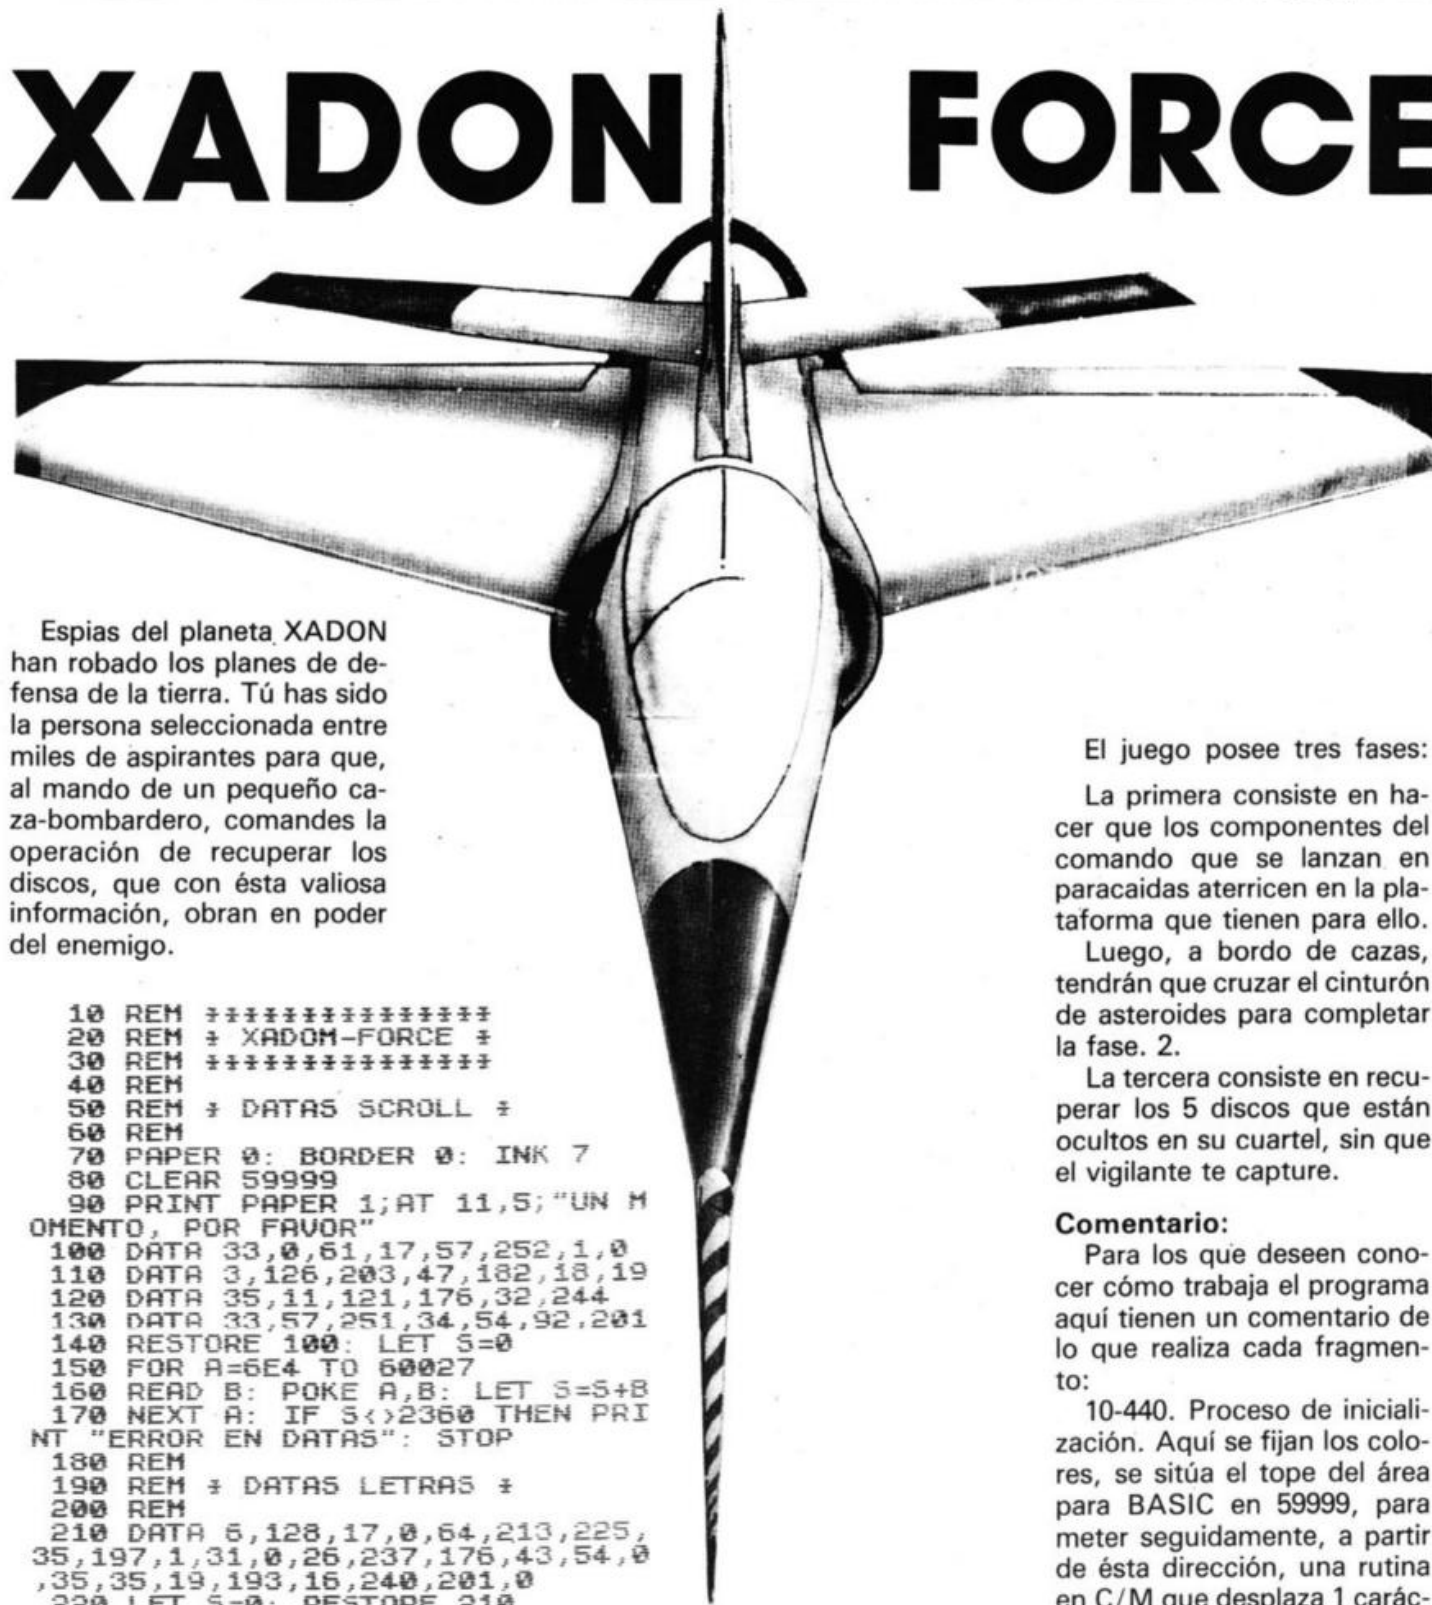 XADON FORCE
Espias del planeta XADON
han robado los planes de de-
fensa de la tierra. Tú has sido
la persona seleccionada entre
miles de aspirantes para que,
al mando de un pequeño ca-
za-bombardero, comandes la
operación de recuperar los
discos, que con ésta valiosa
información, obran en poder
del enemigo.
10 REM ***************
20 REM * XADOM-FORCE *
30 REM ***************
40 REM
50 REM * DATAS SCROLL *
60 REM
70 PAPER 0: BORDER 0: INK 7
80 CLEAR 59999
90 PRINT PAPER 1;AT 11,5;"UN M
OMENTO, POR FAVOR"
100 DATA 33,0,61,17,57,252,1,0
110 DATA 3,126,203,47,182,18,19
120 DATA 35,11,121,176,32,244
130 DATA 33,57,251,34,54,92,201
140 RESTORE 100: LET S=0
150 FOR A=6E4 TO 60027
160 READ B: POKE A,B: LET S=S+B
170 NEXT A: IF S<>2360 THEN PRI
NT "ERROR EN DATAS": STOP
180 REM
190 REM * DATAS LETRAS *
200 REM
210 DATA 6,128,17,0,64,213,225,
35,197,1,31,0,26,237,176,43,54,0
,35,35,19,193,16,240,201,0
220 LET S=0: RESTORE 210
El juego posee tres fases:
La primera consiste en ha-
cer que los componentes del
comando que se lanzan en
paracaidas aterricen en la pla-
taforma que tienen para ello.
Luego, a bordo de cazas,
tendrán que cruzar el cinturón
de asteroides para completar
la fase. 2.
La tercera consiste en recu-
perar los 5 discos que están
ocultos en su cuartel, sin que
el vigilante te capture.
Comentario:
Para los que deseen cono-
cer cómo trabaja el programa
aquí tienen un comentario de
lo que realiza cada fragmen-
to:
10-440. Proceso de iniciali-
zación. Aquí se fijan los colo-
res, se sitúa el tope del área
para BASIC en 59999, para
meter seguidamente, a partir
de ésta dirección, una rutina
en C/M que desplaza 1 carác-